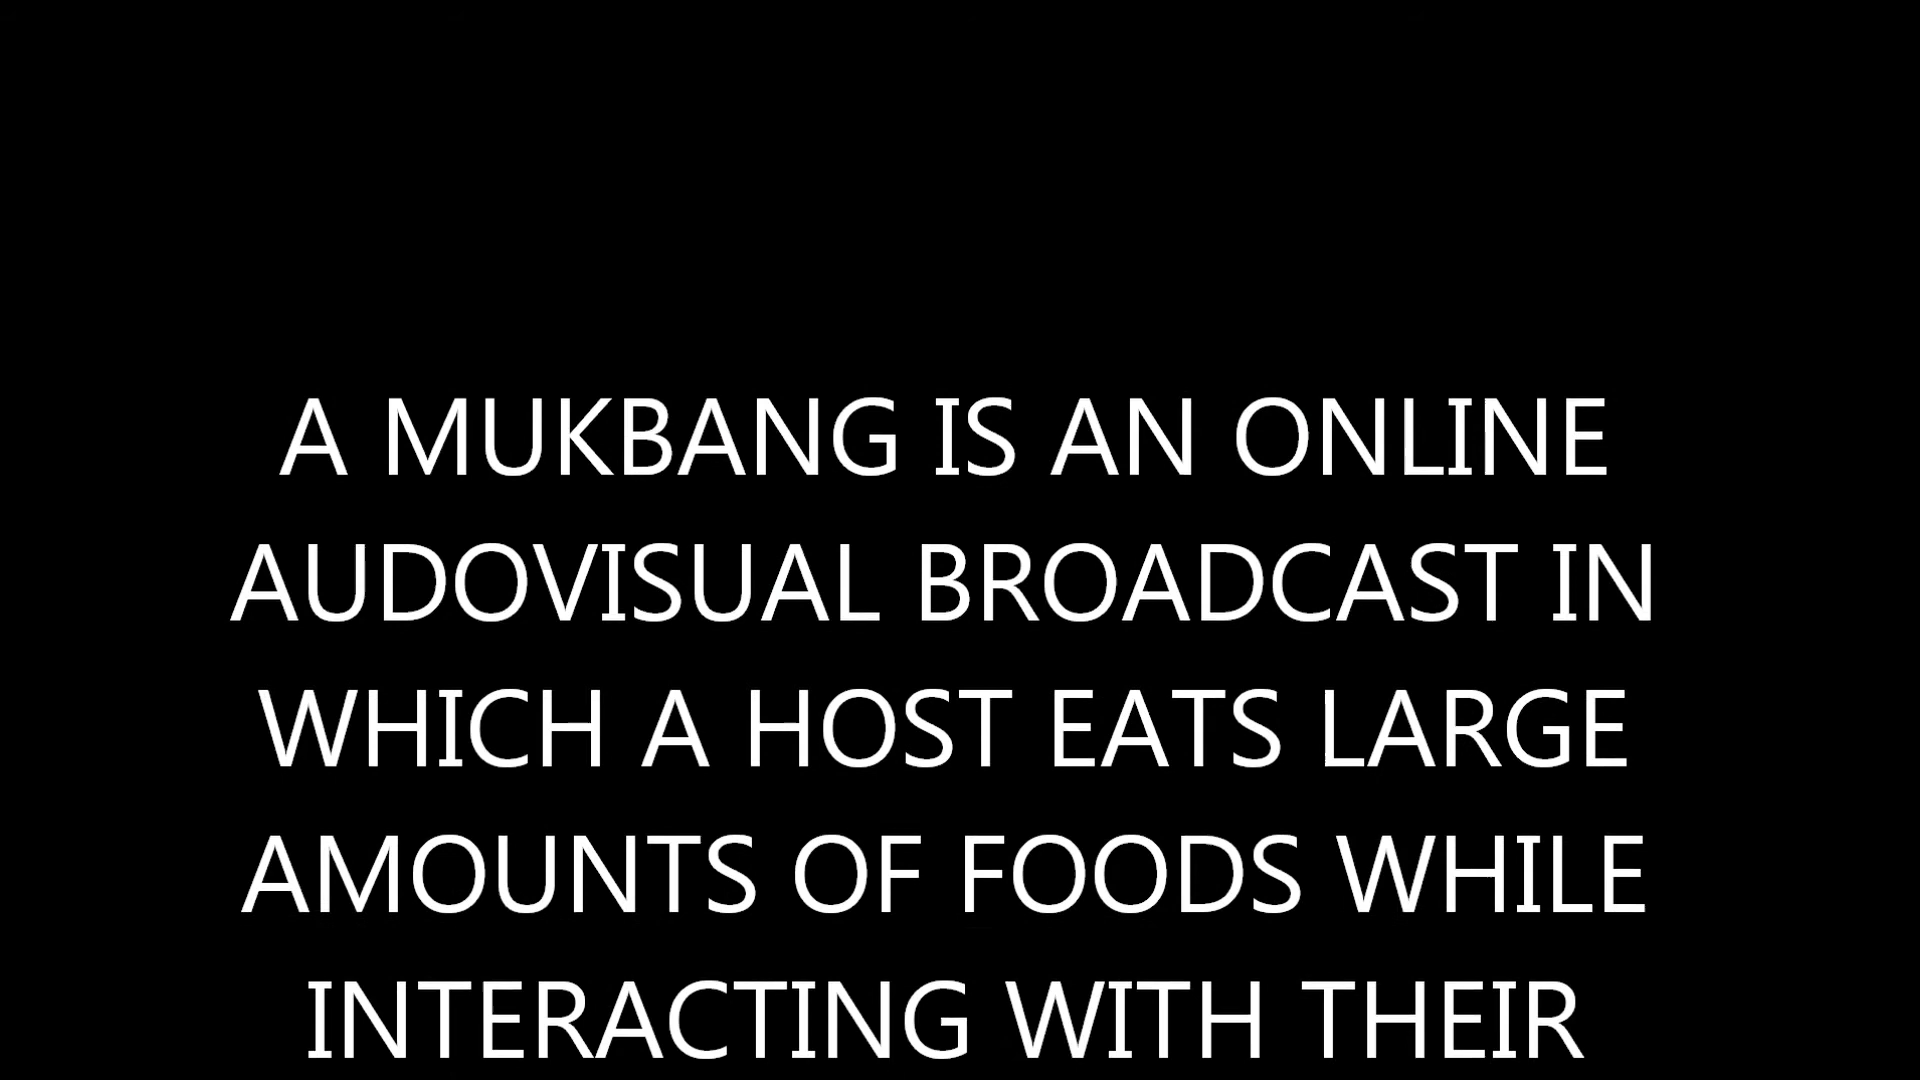 A MUKBANG IS AN ONLINE
AUDOVISUAL BROADCAST IN
WHICH A HOST EATS LARGE
AMOUNTS OF FOODS WHILE
INTERACTING WITH THEIR